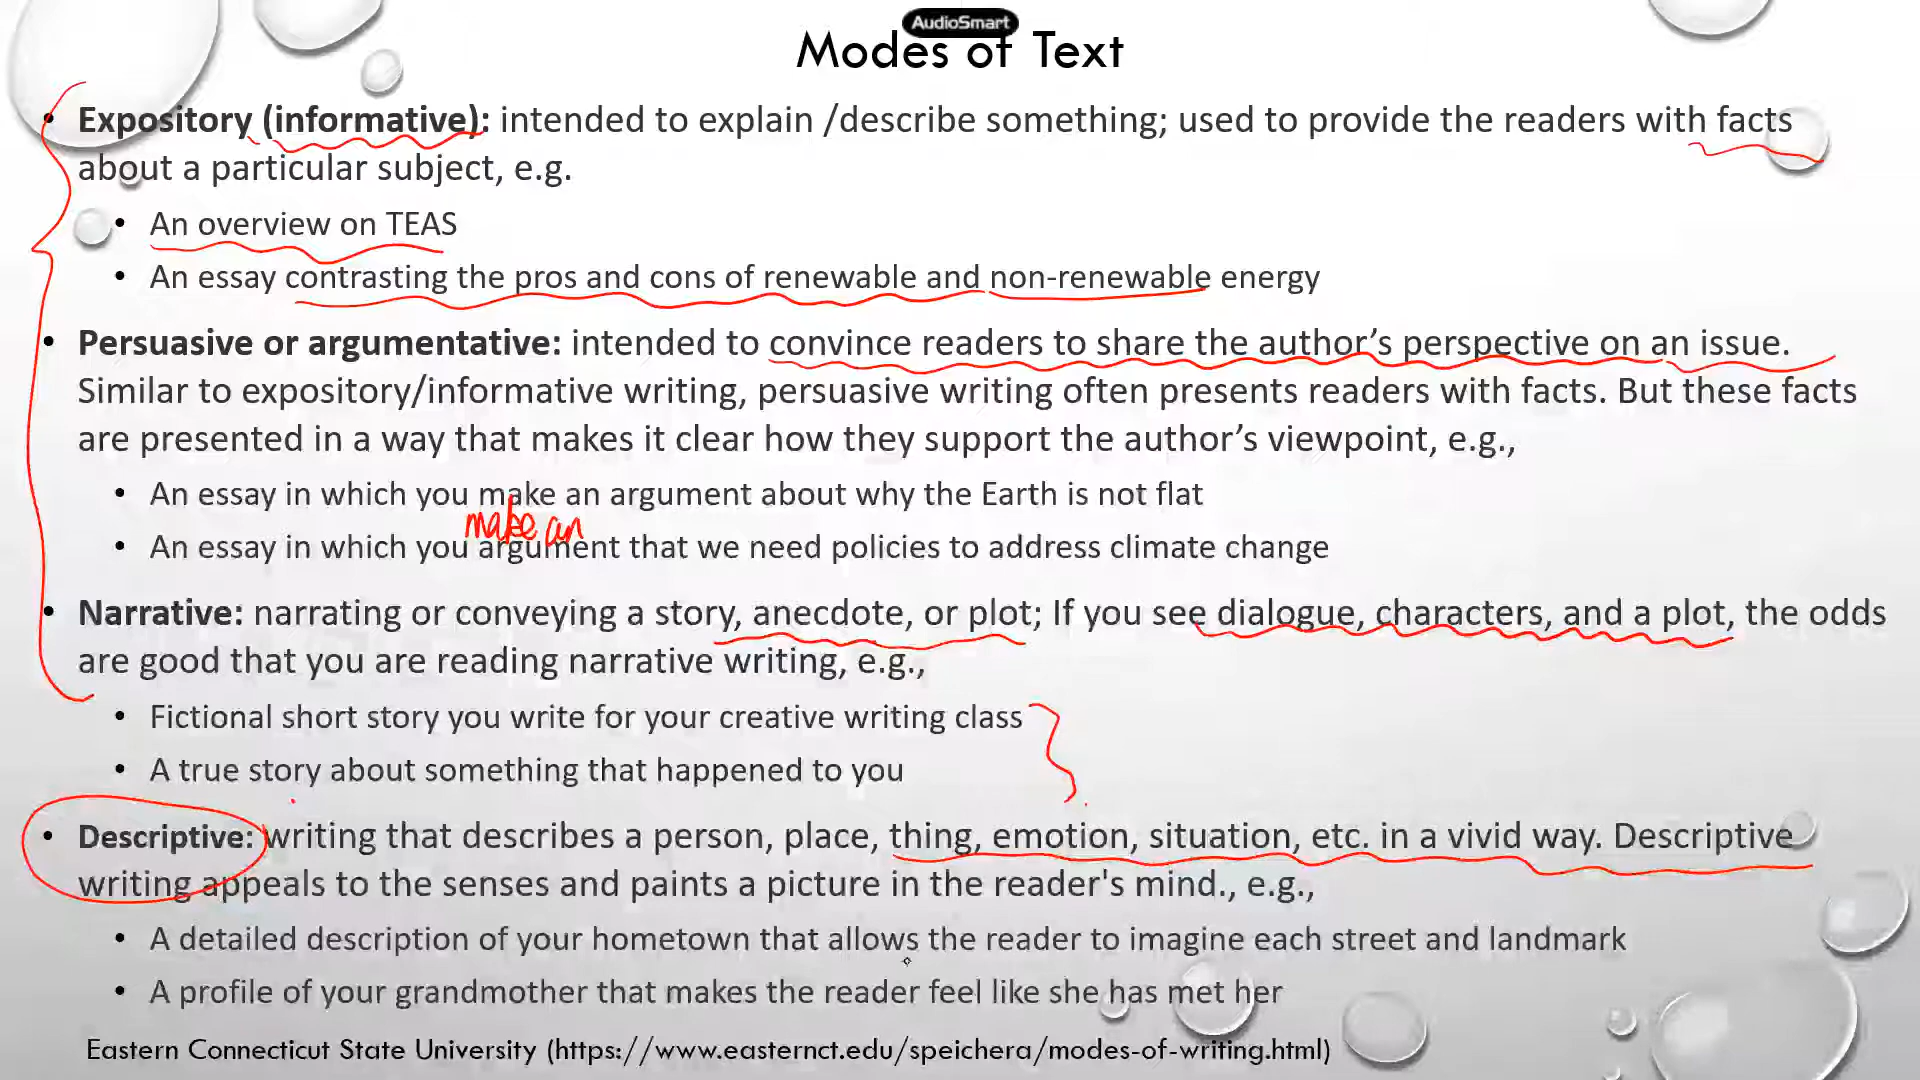 AudioSmart
Modes of Text
• Expository (informative): intended to explain /describe something; used to provide the readers with facts
about a particular subject, e.g.
• An overview on TEAS
• An essay contrasting the pros and cons of renewable and non-renewable energy
• Persuasive or argumentative: intended to convince readers to share the author’s perspective on an issue.
Similar to expository/informative writing, persuasive writing often presents readers with facts. But these facts
are presented in a way that makes it clear how they support the author’s viewpoint, e.g.,
• An essay in which you make an argument about why the Earth is not flat
make an
• An essay in which you argument that we need policies to address climate change
• Narrative: narrating or conveying a story, anecdote, or plot; If you see dialogue, characters, and a plot, the odds
are good that you are reading narrative writing, e.g.,
• Fictional short story you write for your creative writing class
• A true story about something that happened to you
• Descriptive: writing that describes a person, place, thing, emotion, situation, etc. in a vivid way. Descriptive
writing appeals to the senses and paints a picture in the reader's mind., e.g.,
• A detailed description of your hometown that allows the reader to imagine each street and landmark
• A profile of your grandmother that makes the reader feel like she has met her
Eastern Connecticut State University (https://www.easternct.edu/speichera/modes-of-writing.html)